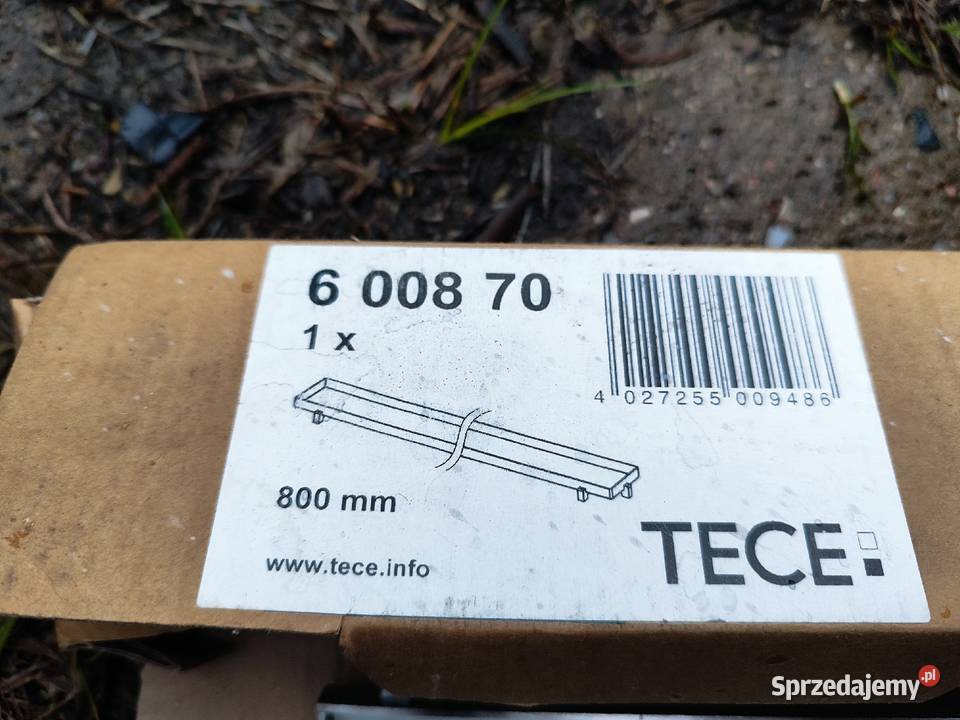 6 008 70
1 x
4 027255 009486
800 mm
TECE
www.tece.info
Sprzedajemy.pl